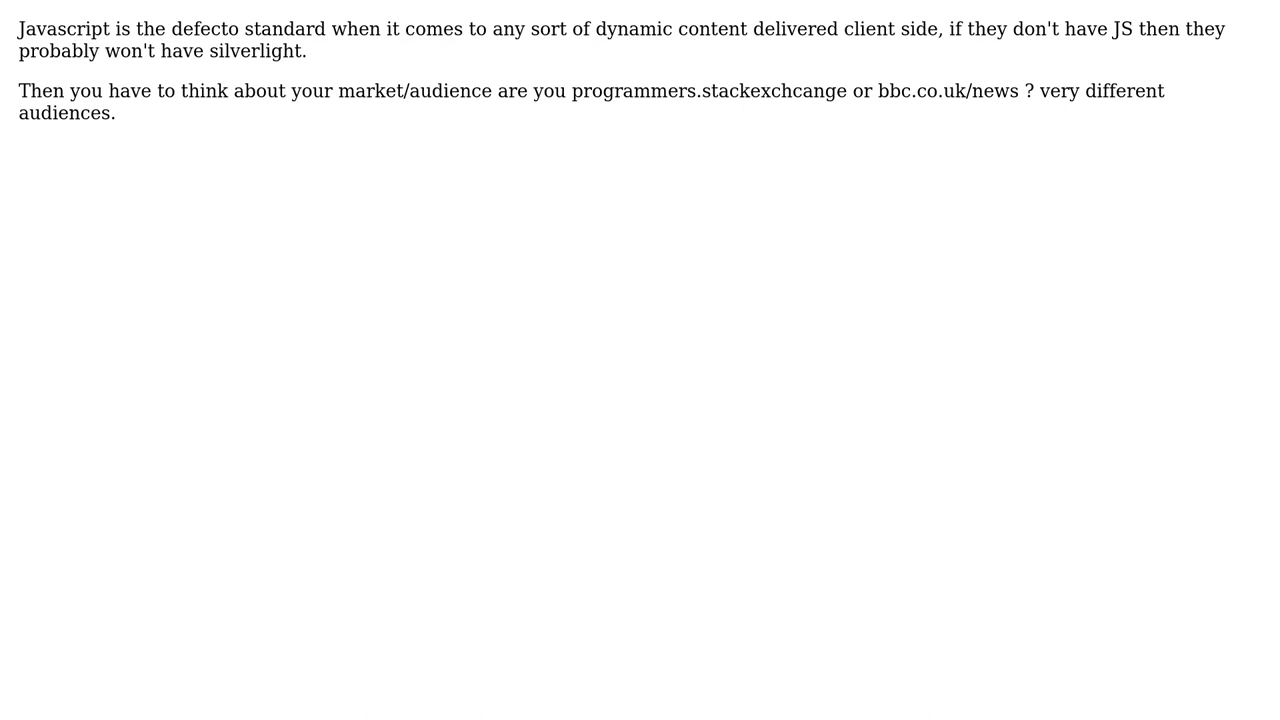 Javascript is the defecto standard when it comes to any sort of dynamic content delivered client side, if they don't have JS then they
probably won't have silverlight.
Then you have to think about your market/audience are you programmers.stackexchcange or bbc.co.uk/news ? very different
audiences.